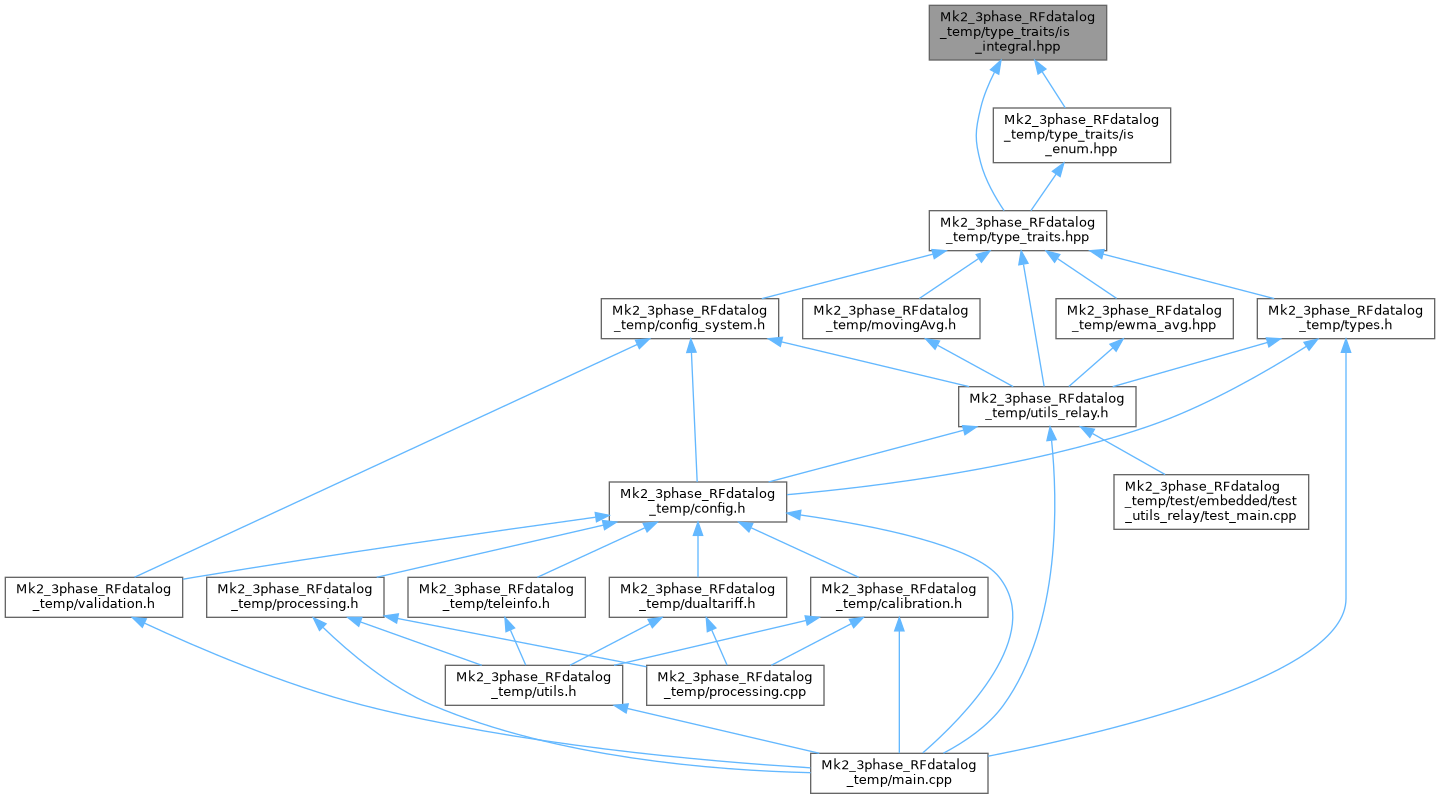 Mk2_3phase_RFdatalog
_temp/type_traits/is
_integral.hpp
Mk2_3phase_RFdatalog
_temp/type_traits/is
_enum.hpp
Mk2_3phase_RFdatalog
_temp/type_traits.hpp
Mk2_3phase_RFdatalog
_temp/config_system.h
Mk2_3phase_RFdatalog
_temp/movingAvg.h
Mk2_3phase_RFdatalog
_temp/ewma_avg.hpp
Mk2_3phase_RFdatalog
_temp/types.h
Mk2_3phase_RFdatalog
_temp/utils_relay.h
Mk2_3phase_RFdatalog
_temp/config.h
Mk2_3phase_RFdatalog
_temp/test/embedded/test
_utils_relay/test_main.cpp
Mk2_3phase_RFdatalog
_temp/validation.h
Mk2_3phase_RFdatalog
_temp/processing.h
Mk2_3phase_RFdatalog
_temp/teleinfo.h
Mk2_3phase_RFdatalog
_temp/dualtariff.h
Mk2_3phase_RFdatalog
_temp/calibration.h
Mk2_3phase_RFdatalog
_temp/utils.h
Mk2_3phase_RFdatalog
_temp/processing.cpp
Mk2_3phase_RFdatalog
_temp/main.cpp